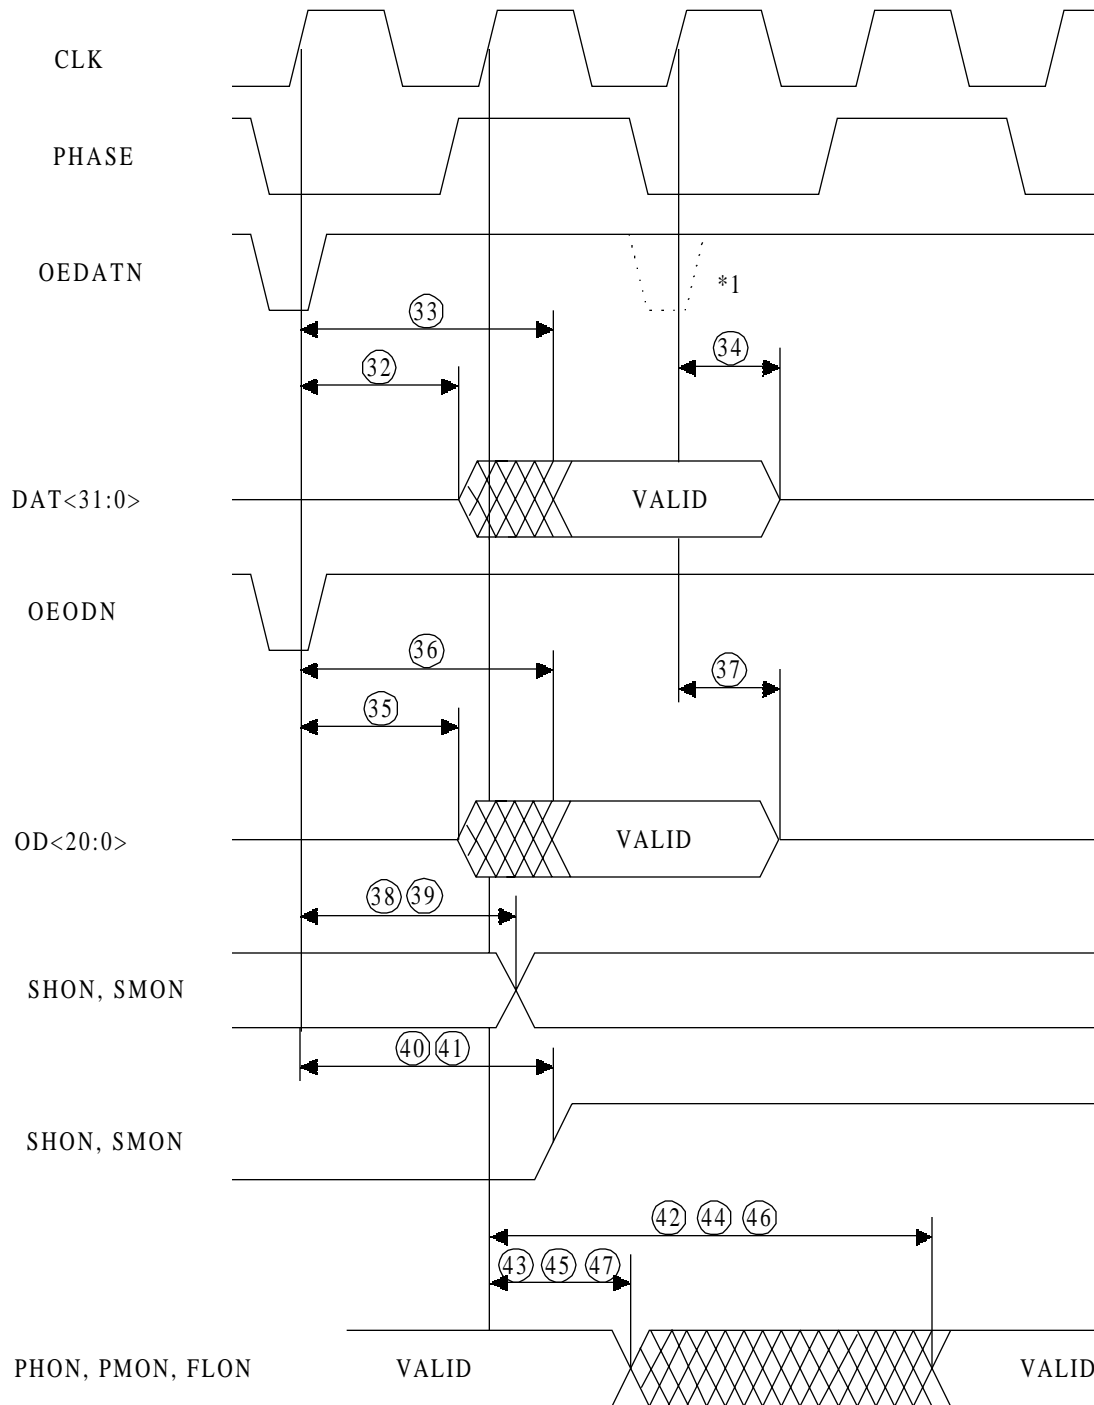 CLK
PHASE
OEDATN
*1
33
34
32
DAT<31:0>
VALID
OEODN
36
37
35
OD<20:0>
VALID
38 39
SHON, SMON
40 41
SHON, SMON
42 44 46
43 45 47
PHON, PMON, FLON
VALID
VALID